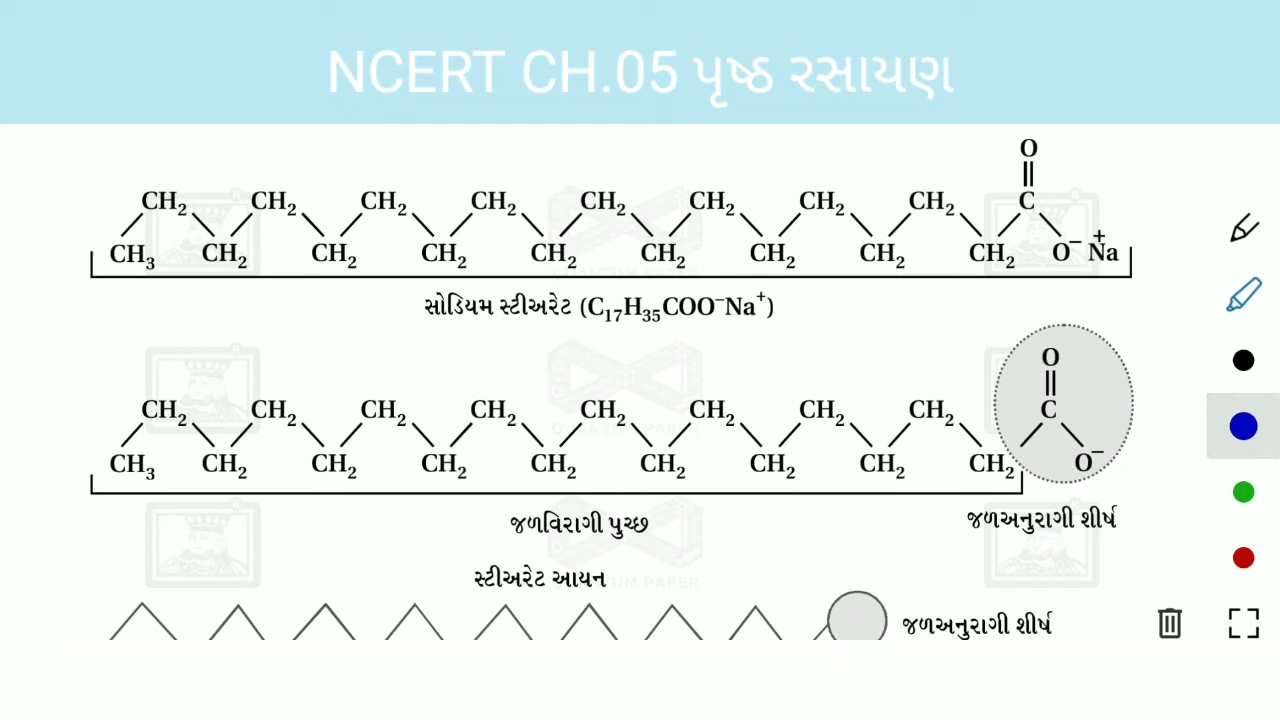 NCERT CH.05 પૃષ્ઠ રસાયણ
O
CH₂ CH₂ CH₂ CH₂ CH₂ CH₂ CH₂ CH₂ C
CH₃ CH₂ CH₂ CH₂ CH₂ CH₂ CH₂ CH₂ CH₂ O⁻ Na⁺
સોડિયમ સ્ટીઅરેટ (C₁₇H₃₅COO⁻Na⁺)
O
CH₂ CH₂ CH₂ CH₂ CH₂ CH₂ CH₂ CH₂ C
CH₃ CH₂ CH₂ CH₂ CH₂ CH₂ CH₂ CH₂ CH₂ O⁻
જળવિરાગી પુચ્છ
જળઅનુરાગી શીર્ષ
સ્ટીઅરેટ આયન
જળઅનુરાગી શીર્ષ
QUANTUM PAPER